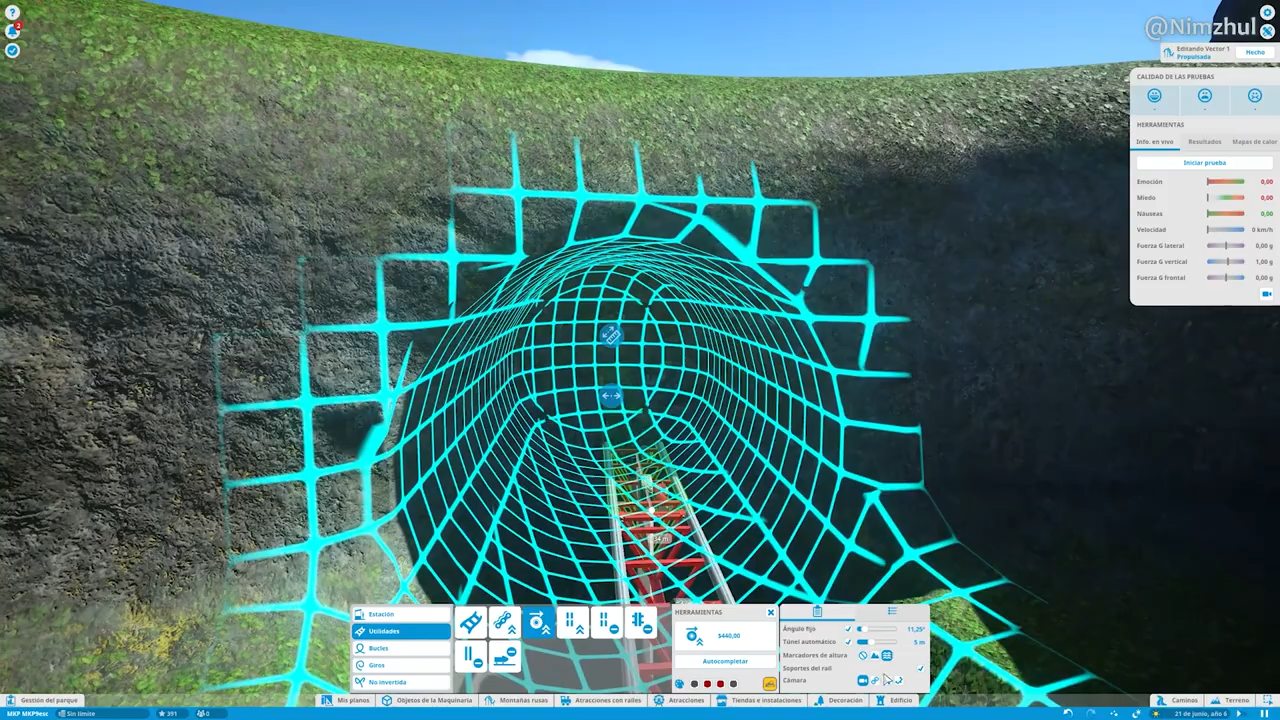 @Nimzhul
?
2
Editando Vector 1
Propulsada
Hecho
CALIDAD DE LAS PRUEBAS
- - -
HERRAMIENTAS
Info. en vivo Resultados Mapas de calor
Iniciar prueba
Emoción 0,00
Miedo 0,00
Náuseas 0,00
Velocidad 0 km/h
Fuerza G lateral 0,00 g
Fuerza G vertical 1,00 g
Fuerza G frontal 0,00 g
Estación
Utilidades
Bucles
Giros
No invertida
HERRAMIENTAS
$440,00
Autocompletar
Ángulo fijo 11,25°
Túnel automático 5 m
Marcadores de altura
Soportes del raíl
Cámara
Gestión del parque
Mis planos
Objetos de la Maquinaria
Montañas rusas
Atracciones con raíles
Atracciones
Tiendas e instalaciones
Decoración
Edificio
Caminos
Terreno
MKP MKP9esc
Sin límite
391
0
21 de junio, año 6